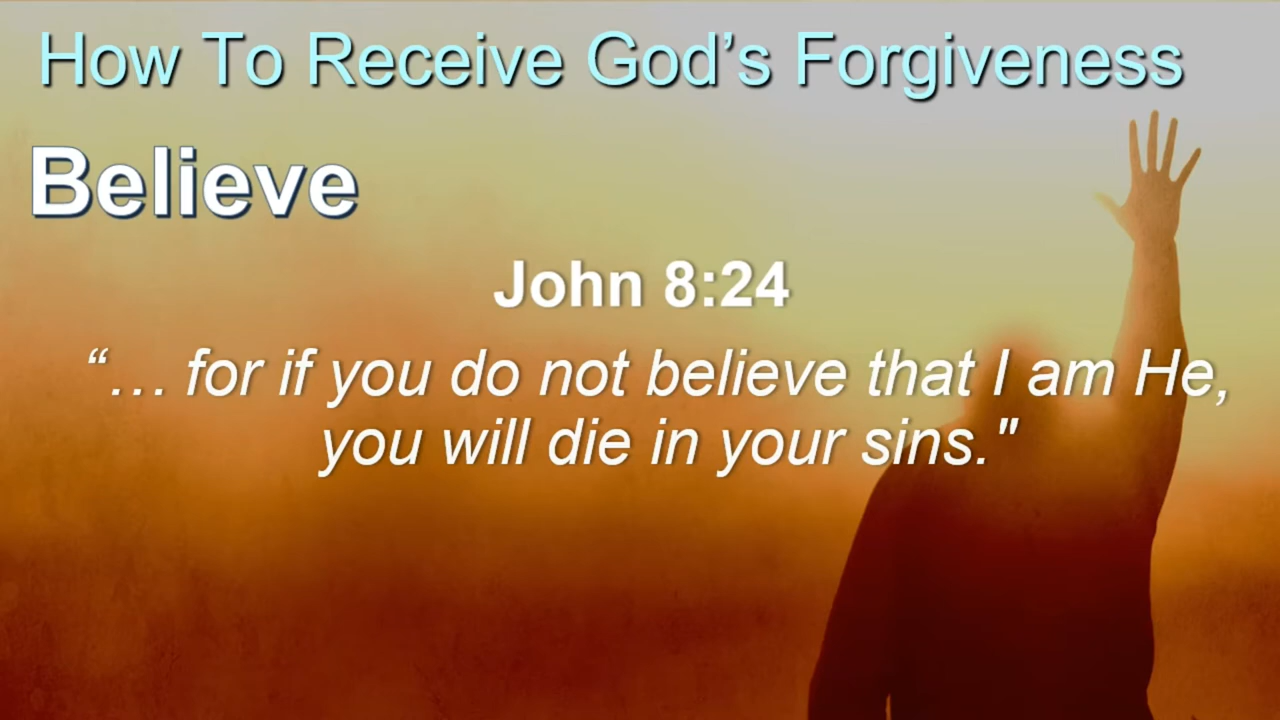 How To Receive God’s Forgiveness
Believe
John 8:24
“… for if you do not believe that I am He,
you will die in your sins."